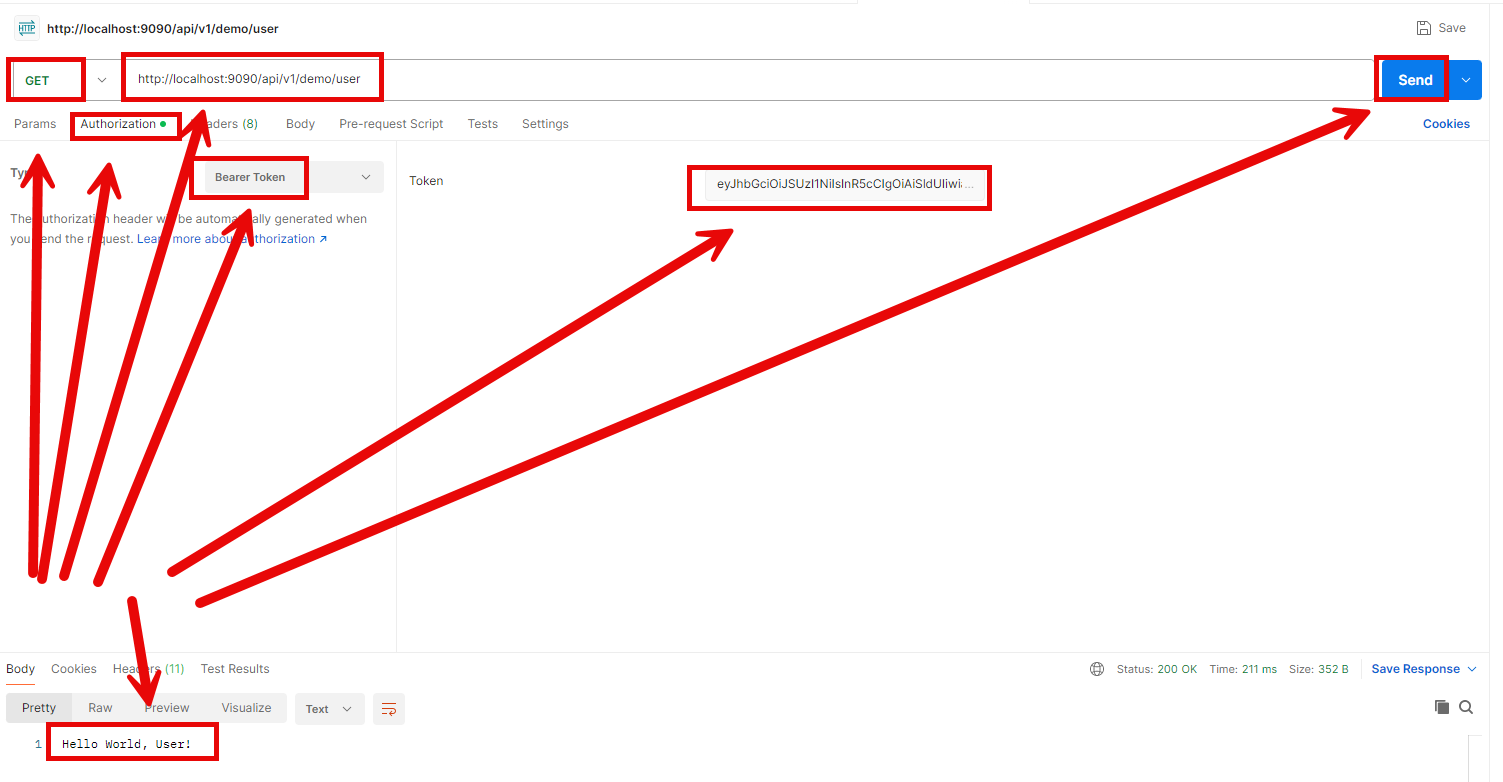 HTTP http://localhost:9090/api/v1/demo/user Save
GET http://localhost:9090/api/v1/demo/user Send
Params Authorization (8) Body Pre-request Script Tests Settings Cookies
Bearer Token Token eyJhbGciOiJSUzI1NiIsInR5cCIgOiAiSldUIiwia...
The authorization header will be automatically generated when
you send the request. Learn more about authorization ↗
Body Cookies Headers (11) Test Results Status: 200 OK Time: 211 ms Size: 352 B Save Response
Pretty Raw Preview Visualize Text
1 Hello World, User!